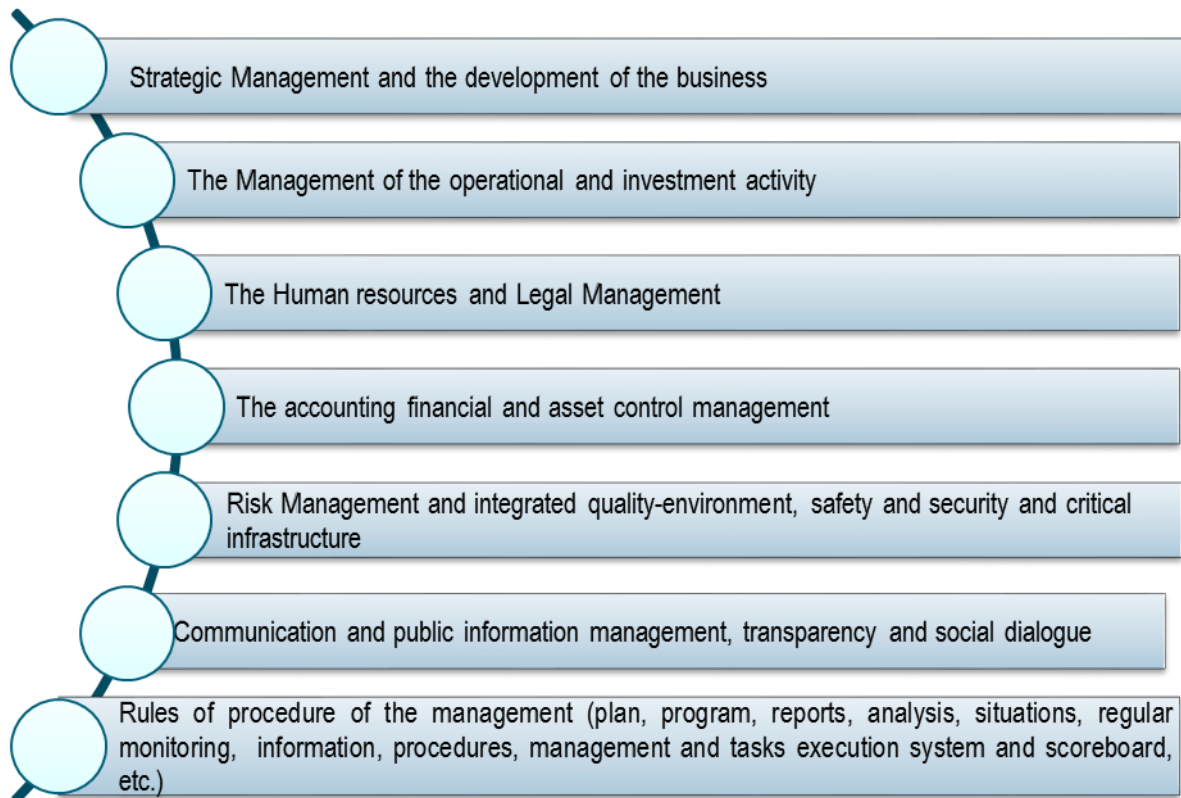 Strategic Management and the development of the business
The Management of the operational and investment activity
The Human resources and Legal Management
The accounting financial and asset control management
Risk Management and integrated quality-environment, safety and security and critical
infrastructure
Communication and public information management, transparency and social dialogue
Rules of procedure of the management (plan, program, reports, analysis, situations, regular
monitoring, information, procedures, management and tasks execution system and scoreboard,
etc.)